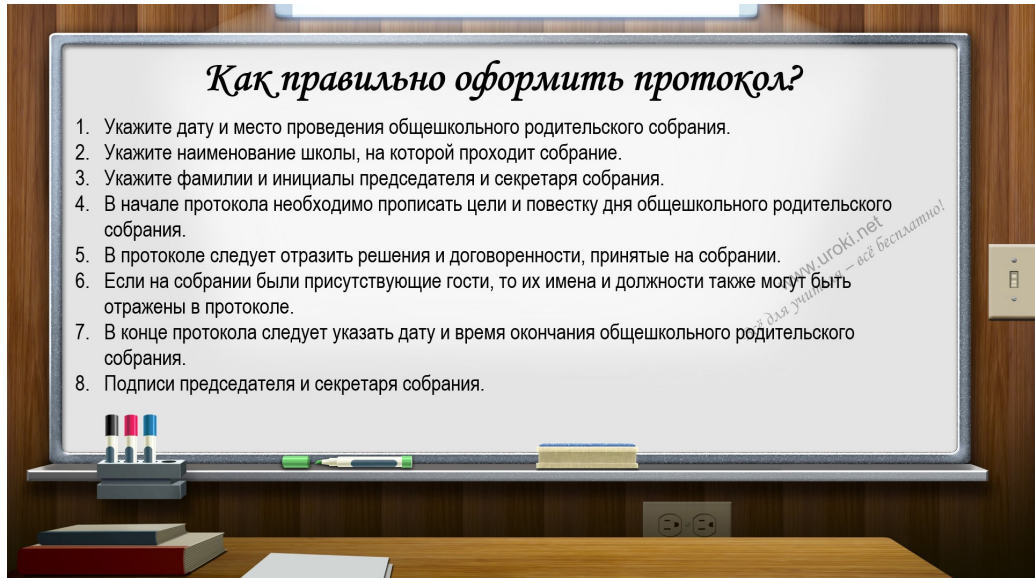 Как правильно оформить протокол?
1. Укажите дату и место проведения общешкольного родительского собрания.
2. Укажите наименование школы, на которой проходит собрание.
3. Укажите фамилии и инициалы председателя и секретаря собрания.
4. В начале протокола необходимо прописать цели и повестку дня общешкольного родительского
собрания.
5. В протоколе следует отразить решения и договоренности, принятые на собрании.
6. Если на собрании были присутствующие гости, то их имена и должности также могут быть
отражены в протоколе.
7. В конце протокола следует указать дату и время окончания общешкольного родительского
собрания.
8. Подписи председателя и секретаря собрания.
www.uroki.net
всё для учителя – всё бесплатно!